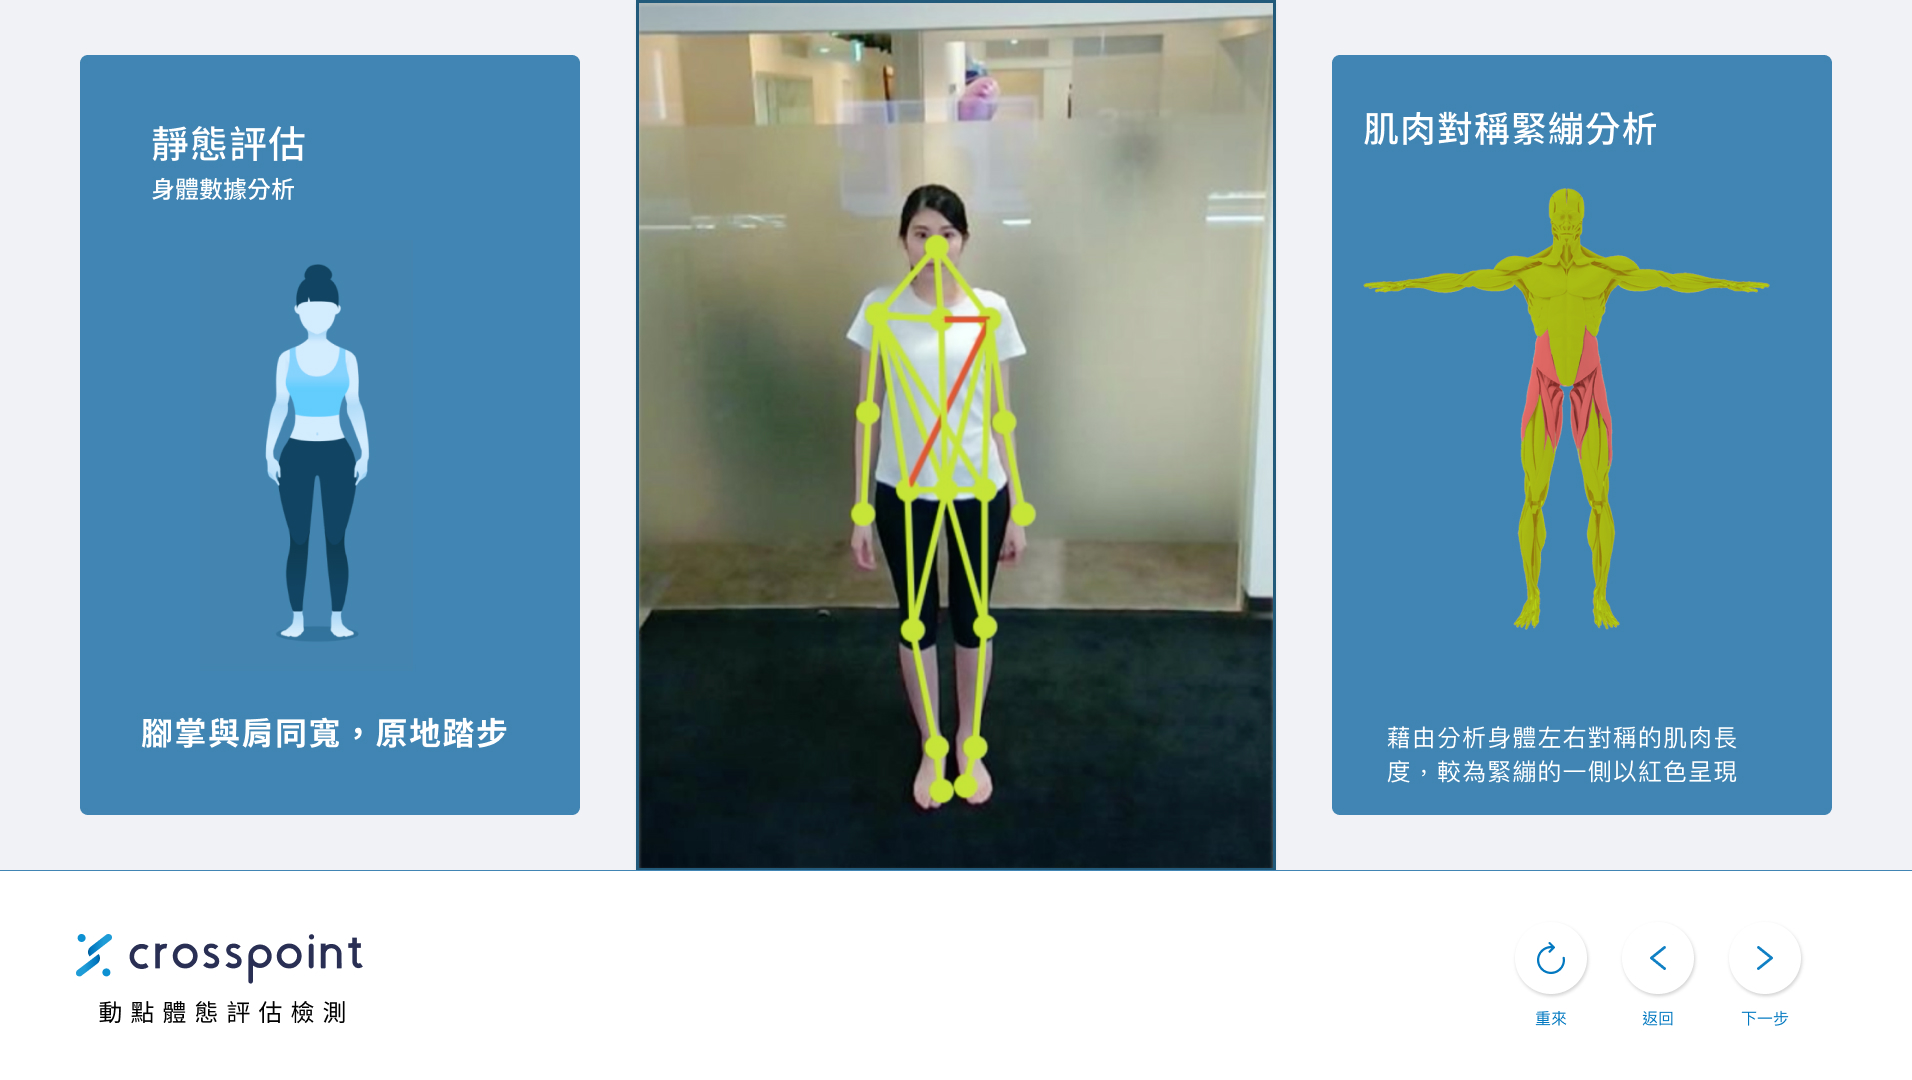 靜態評估
身體數據分析
腳掌與肩同寬，原地踏步
肌肉對稱緊繃分析
藉由分析身體左右對稱的肌肉長
度，較為緊繃的一側以紅色呈現
crosspoint
動點體態評估檢測
重來
返回
下一步